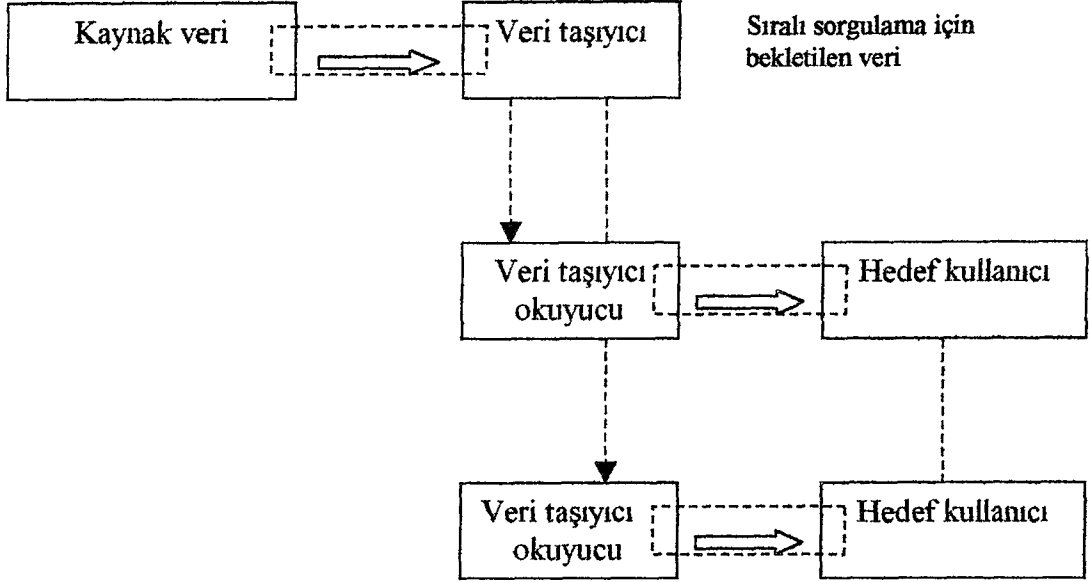 Kaynak veri
Veri taşıyıcı
Sıralı sorgulama için
bekletilen veri
Veri taşıyıcı
okuyucu
Hedef kullanıcı
Veri taşıyıcı
okuyucu
Hedef kullanıcı